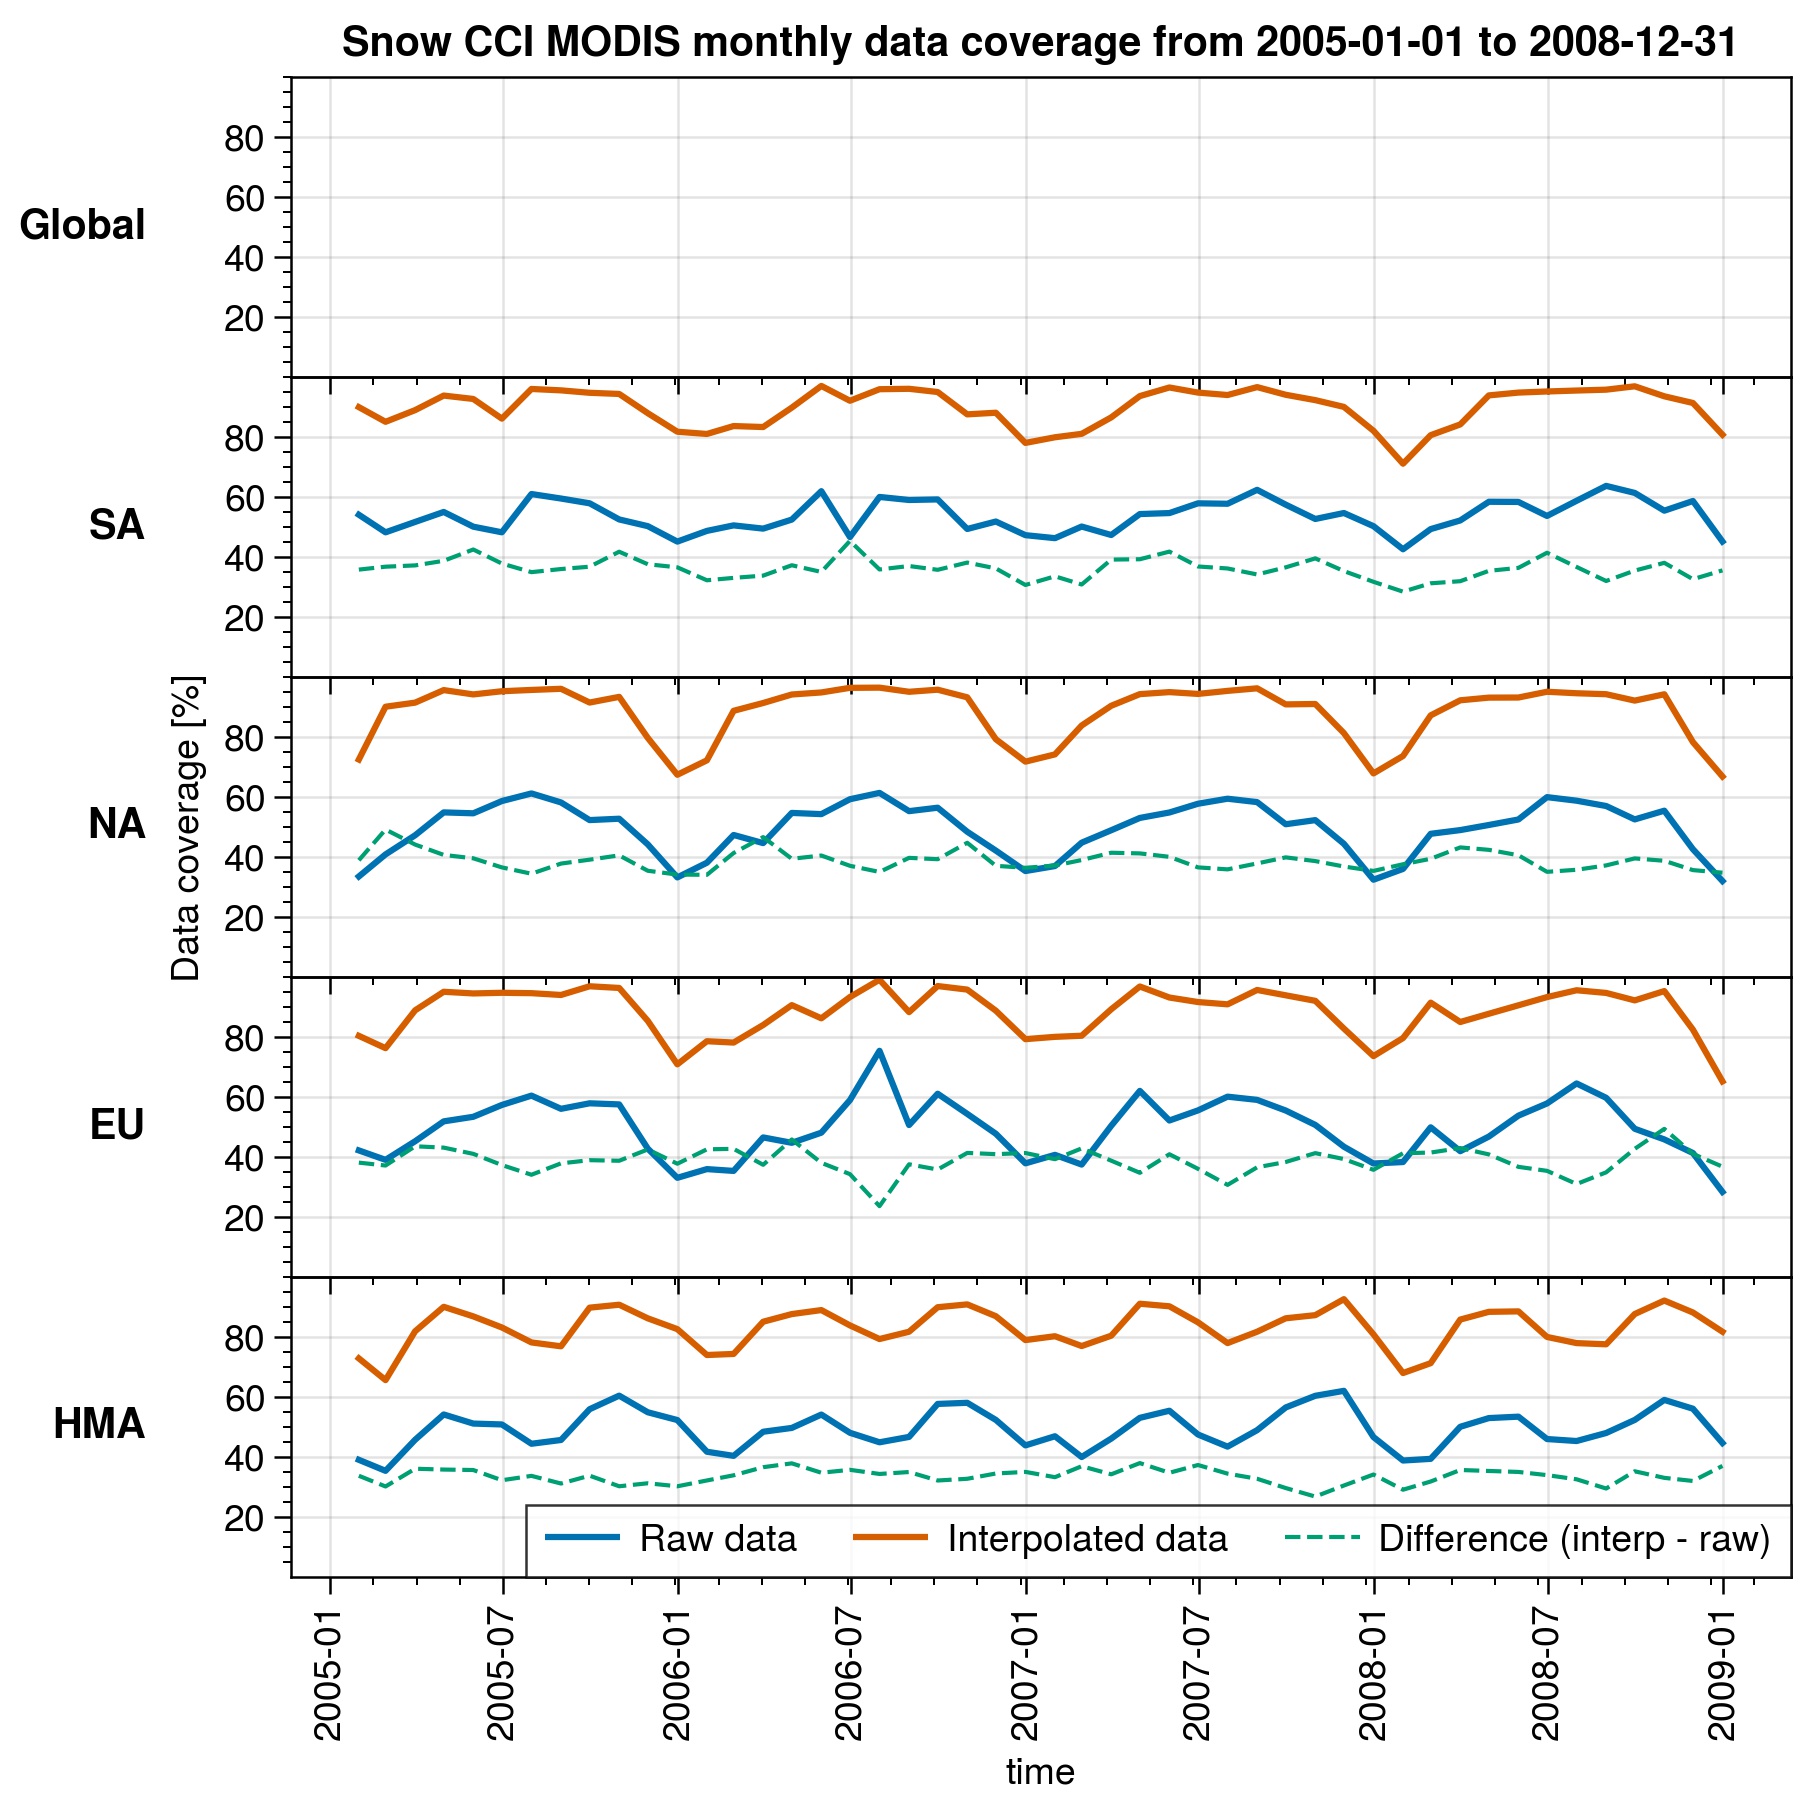 Snow CCI MODIS monthly data coverage from 2005-01-01 to 2008-12-31
Global
80
60
40
20
SA
80
60
40
20
Data coverage [%]
NA
80
60
40
20
EU
80
60
40
20
HMA
80
60
40
20
Raw data
Interpolated data
Difference (interp - raw)
2005-01
2005-07
2006-01
2006-07
2007-01
2007-07
2008-01
2008-07
2009-01
time